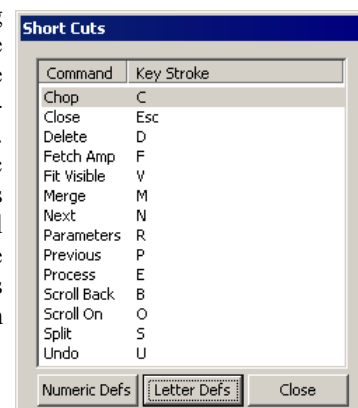 Short Cuts
Command Key Stroke
Chop C
Close Esc
Delete D
Fetch Amp F
Fit Visible V
Merge M
Next N
Parameters R
Previous P
Process E
Scroll Back B
Scroll On O
Split S
Undo U
Numeric Defs Letter Defs Close